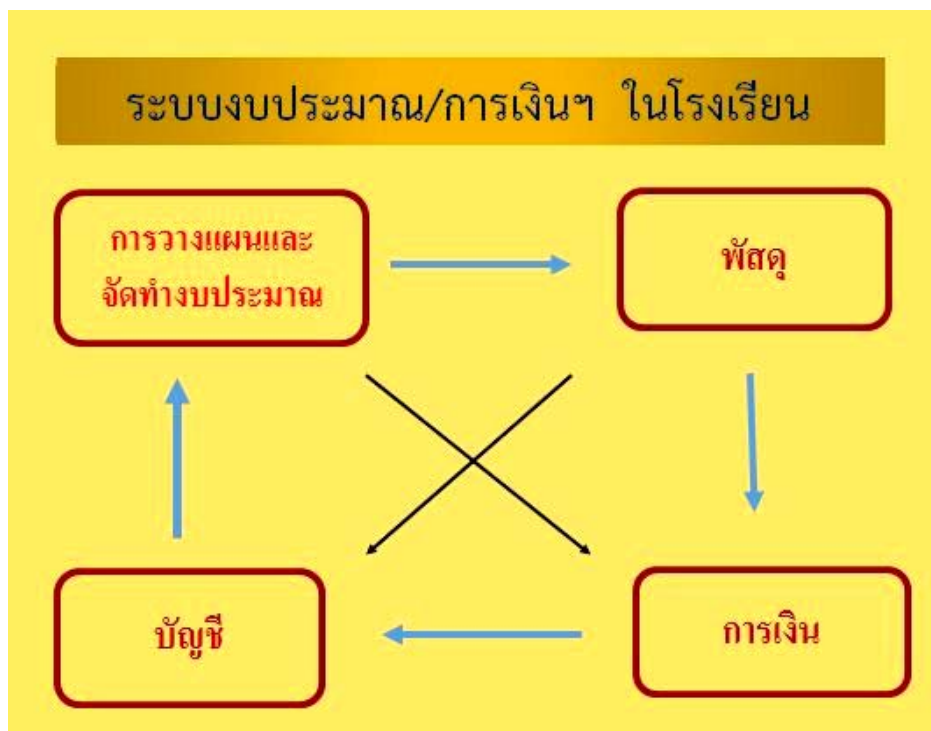 ระบบงบประมาณ/การเงินฯ ในโรงเรียน
การวางแผนและ
จัดทำงบประมาณ
พัสดุ
บัญชี
การเงิน